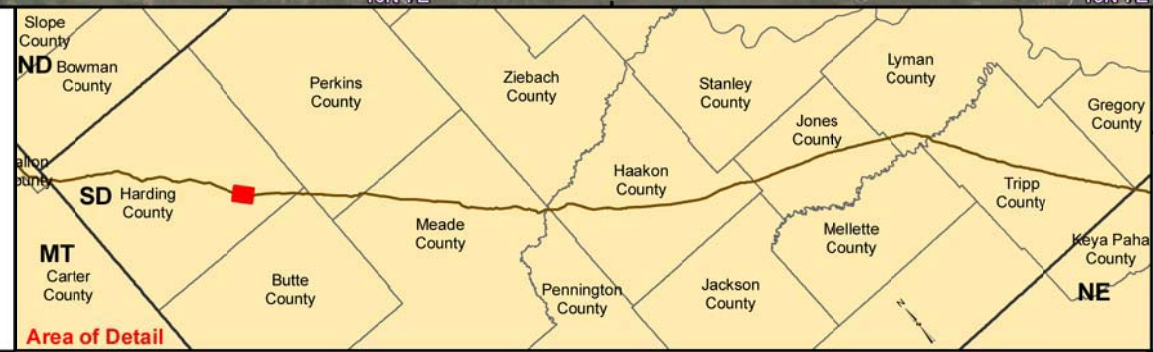 Slope
County
ND
Bowman
County
Perkins
County
Ziebach
County
Stanley
County
Lyman
County
Gregory
County
Jones
County
Haakon
County
SD
Harding
County
Meade
County
Tripp
County
Mellette
County
Keya Paha
County
MT
Carter
County
Butte
County
Pennington
County
Jackson
County
NE
N
Area of Detail